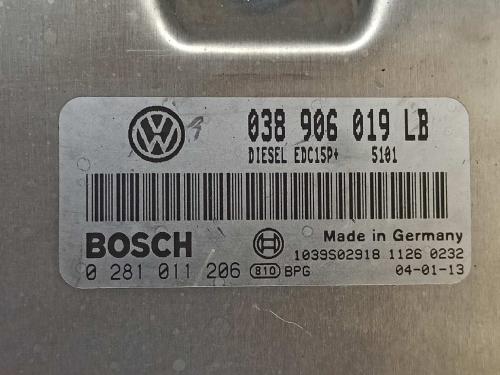 038 906 019 LB
DIESEL EDC15P+ 5101
BOSCH Made in Germany
1039S02918 1126 0232
0 281 011 206 810 BPG 04-01-13